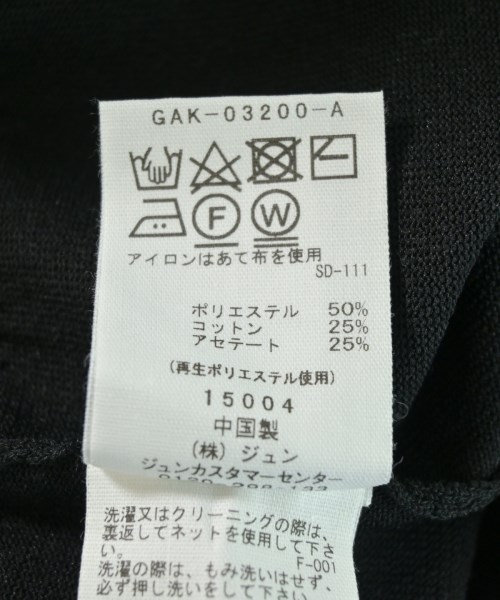 GAK-03200-A
F W
アイロンはあて布を使用
SD-111
ポリエステル 50%
コットン 25%
アセテート 25%
(再生ポリエステル使用)
15004
中国製
(株) ジュン
ジュンカスタマーセンター
洗濯又はクリーニングの際は、
裏返してネットを使用して下さ
い。 F-001
洗濯の際は、もみ洗いはせず、
必ず押し洗いをして下さい